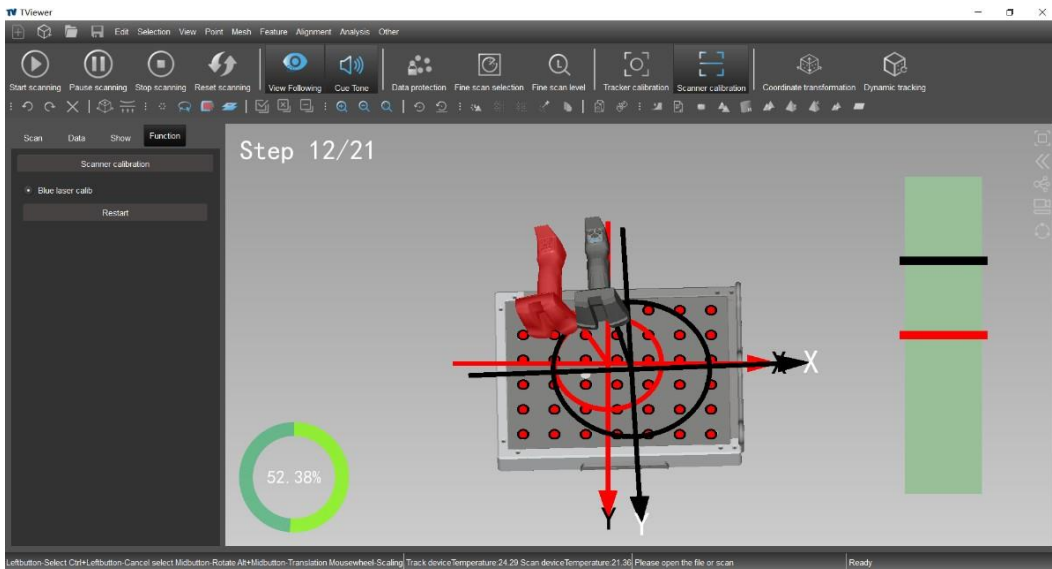 TViewer
Edit Selection View Point Mesh Feature Alignment Analysis Other
Start scanning Pause scanning Stop scanning Reset scanning View Following Cue Tone Data protection Fine scan selection Fine scan level Tracker calibration Scanner calibration Coordinate transformation Dynamic tracking
Scan Data Show Function
Scanner calibration
Blue laser calib
Restart
Step 12/21
X X
52.38%
Y Y
Leftbutton-Select Ctrl+Leftbutton-Cancel select Midbutton-Rotate Alt+Midbutton-Translation Mousewheel-Scaling Track deviceTemperature:24.29 Scan deviceTemperature:21.36 Please open the file or scan Ready